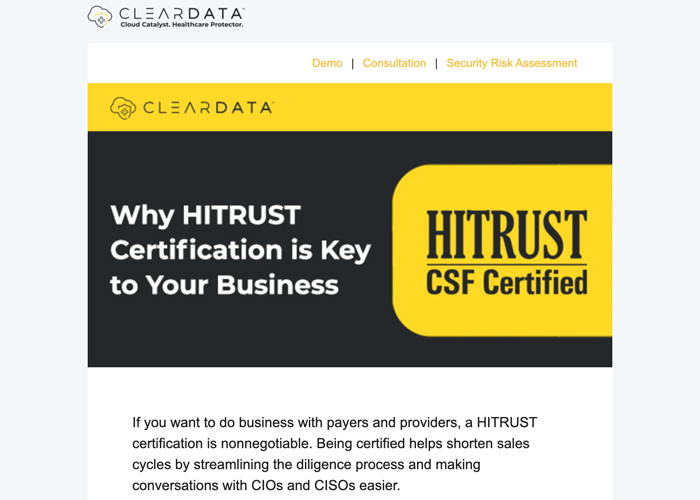 CLEARDATA™
Cloud Catalyst. Healthcare Protector.
Demo | Consultation | Security Risk Assessment
CLEARDATA
Why HITRUST
Certification is Key
to Your Business
HITRUST
CSF Certified
If you want to do business with payers and providers, a HITRUST
certification is nonnegotiable. Being certified helps shorten sales
cycles by streamlining the diligence process and making
conversations with CIOs and CISOs easier.